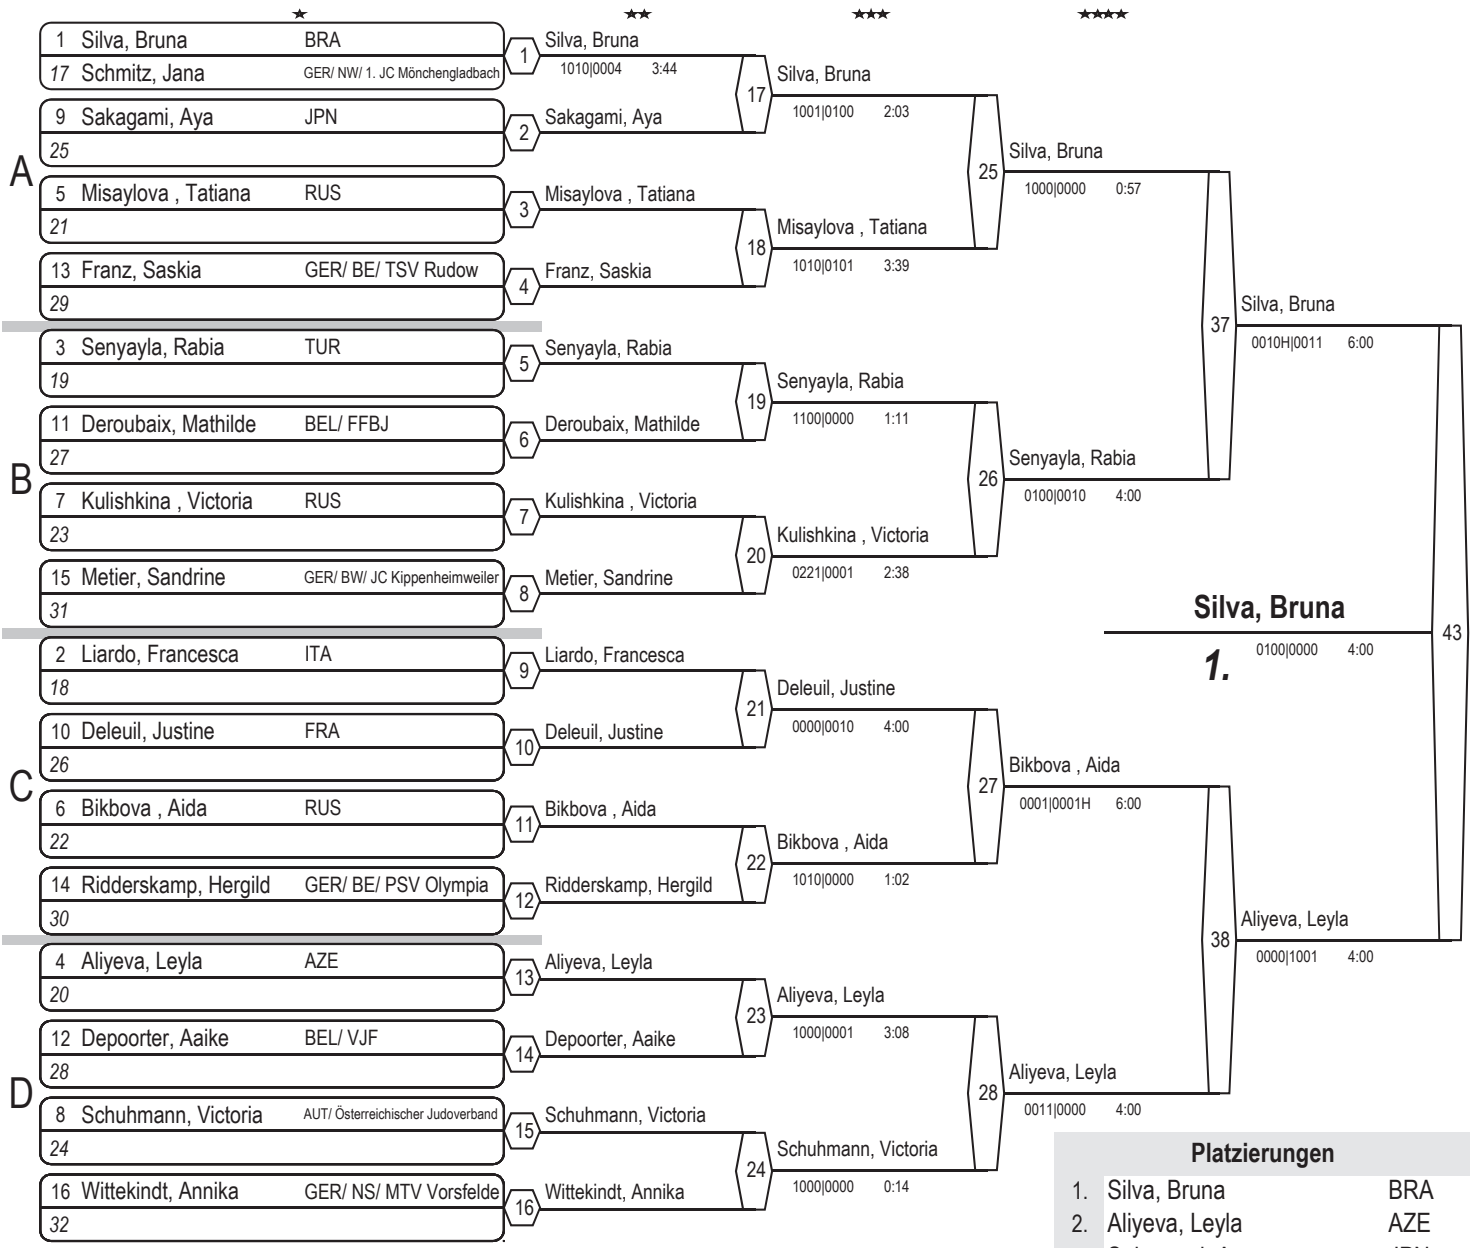 ★ ★★ ★★★ ★★★★
A
1 Silva, Bruna BRA
17 Schmitz, Jana GER/ NW/ 1. JC Mönchengladbach
9 Sakagami, Aya JPN
25
5 Misaylova , Tatiana RUS
21
13 Franz, Saskia GER/ BE/ TSV Rudow
29
B
3 Senyayla, Rabia TUR
19
11 Deroubaix, Mathilde BEL/ FFBJ
27
7 Kulishkina , Victoria RUS
23
15 Metier, Sandrine GER/ BW/ JC Kippenheimweiler
31
C
2 Liardo, Francesca ITA
18
10 Deleuil, Justine FRA
26
6 Bikbova , Aida RUS
22
14 Ridderskamp, Hergild GER/ BE/ PSV Olympia
30
D
4 Aliyeva, Leyla AZE
20
12 Depoorter, Aaike BEL/ VJF
28
8 Schuhmann, Victoria AUT/ Österreichischer Judoverband
24
16 Wittekindt, Annika GER/ NS/ MTV Vorsfelde
32
1 Silva, Bruna
1010|0004 3:44
2 Sakagami, Aya
3 Misaylova , Tatiana
4 Franz, Saskia
5 Senyayla, Rabia
6 Deroubaix, Mathilde
7 Kulishkina , Victoria
8 Metier, Sandrine
9 Liardo, Francesca
10 Deleuil, Justine
11 Bikbova , Aida
12 Ridderskamp, Hergild
13 Aliyeva, Leyla
14 Depoorter, Aaike
15 Schuhmann, Victoria
16 Wittekindt, Annika
17 Silva, Bruna
1001|0100 2:03
18 Misaylova , Tatiana
1010|0101 3:39
19 Senyayla, Rabia
1100|0000 1:11
20 Kulishkina , Victoria
0221|0001 2:38
21 Deleuil, Justine
0000|0010 4:00
22 Bikbova , Aida
1010|0000 1:02
23 Aliyeva, Leyla
1000|0001 3:08
24 Schuhmann, Victoria
1000|0000 0:14
25 Silva, Bruna
1000|0000 0:57
26 Senyayla, Rabia
0100|0010 4:00
27 Bikbova , Aida
0001|0001H 6:00
28 Aliyeva, Leyla
0011|0000 4:00
37 Silva, Bruna
0010H|0011 6:00
38 Aliyeva, Leyla
0000|1001 4:00
43
Silva, Bruna
1. 0100|0000 4:00
Platzierungen
1. Silva, Bruna BRA
2. Aliyeva, Leyla AZE